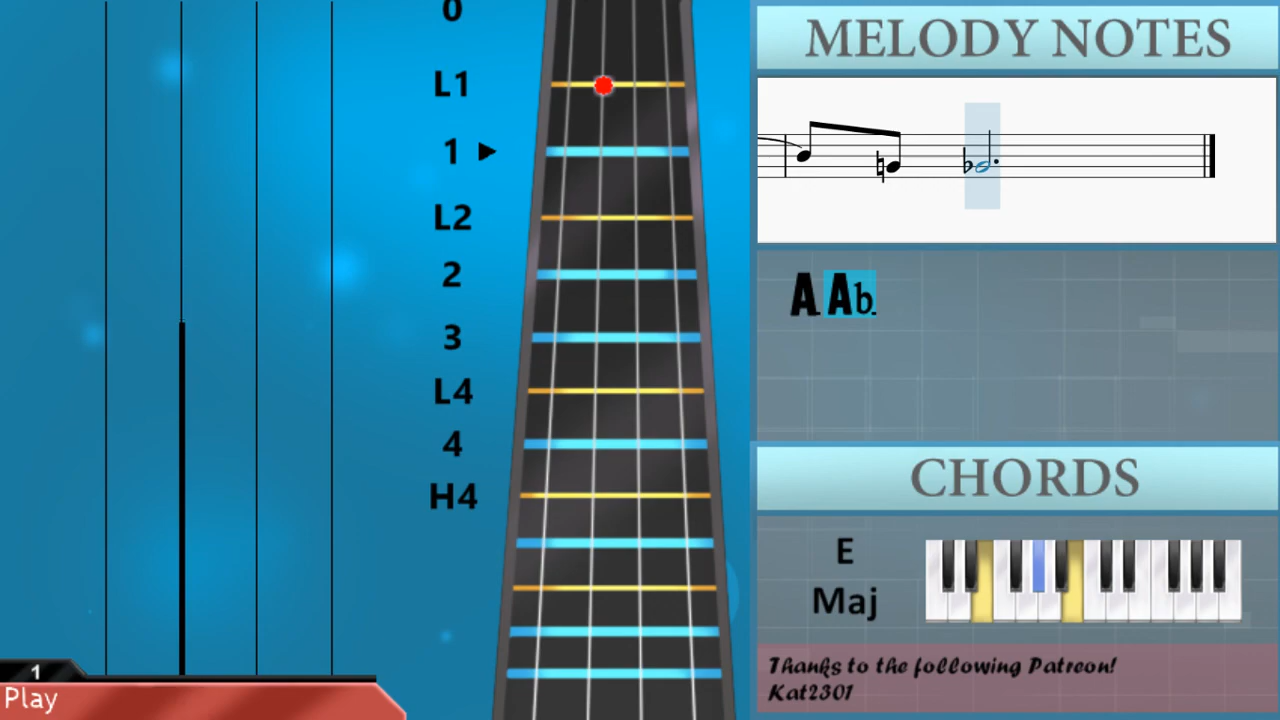 0
L1
1
L2
2
3
L4
4
H4
1
Play
MELODY NOTES
A Ab
CHORDS
E
Maj
Thanks to the following Patreon!
Kat2301